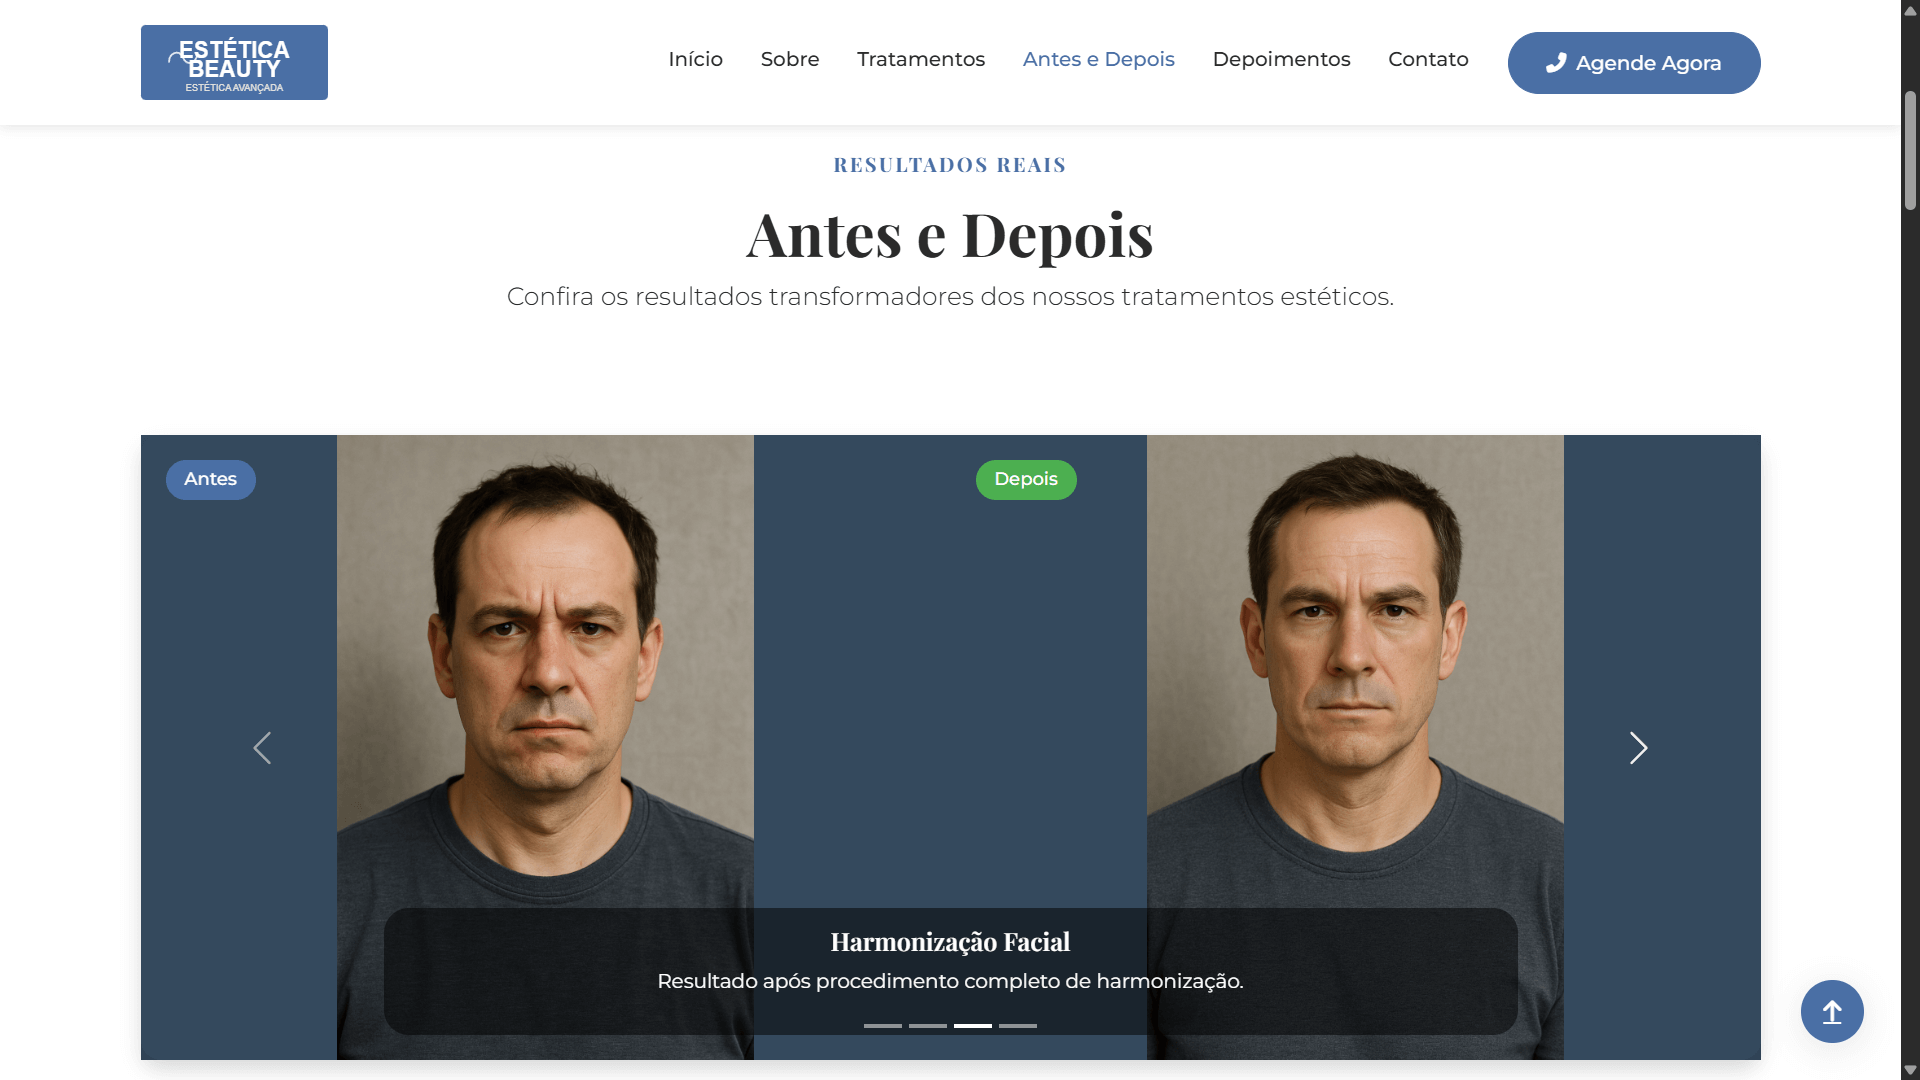 ESTÉTICA
BEAUTY
ESTÉTICA AVANÇADA
Início
Sobre
Tratamentos
Antes e Depois
Depoimentos
Contato
Agende Agora
RESULTADOS REAIS
Antes e Depois
Confira os resultados transformadores dos nossos tratamentos estéticos.
Antes
Depois
Harmonização Facial
Resultado após procedimento completo de harmonização.